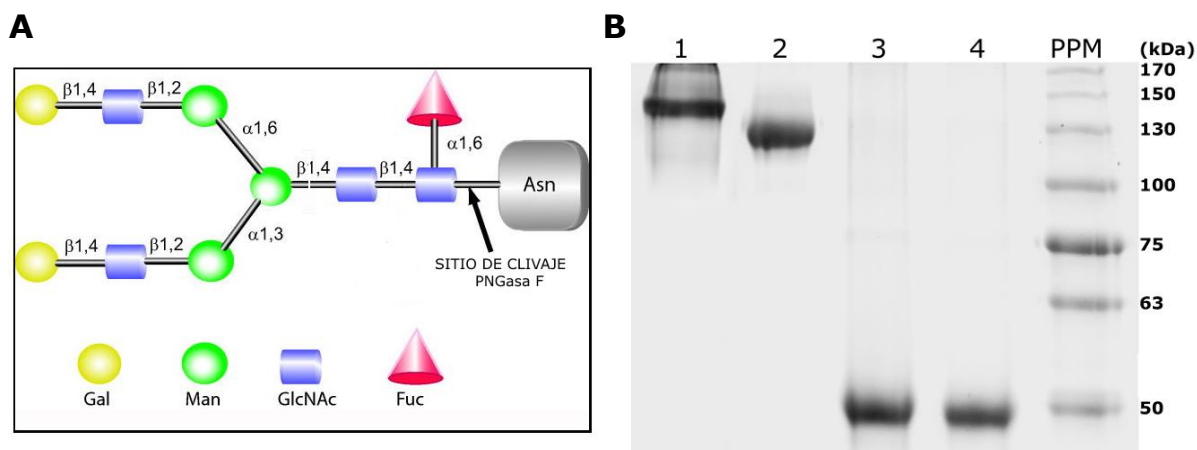 A
β1,4 β1,2
α1,6
α1,6
β1,4 β1,4
Asn
α1,3
β1,4 β1,2
SITIO DE CLIVAJE
PNGasa F
Gal Man GlcNAc Fuc
B
1 2 3 4 PPM (kDa)
170
150
130
100
75
63
50